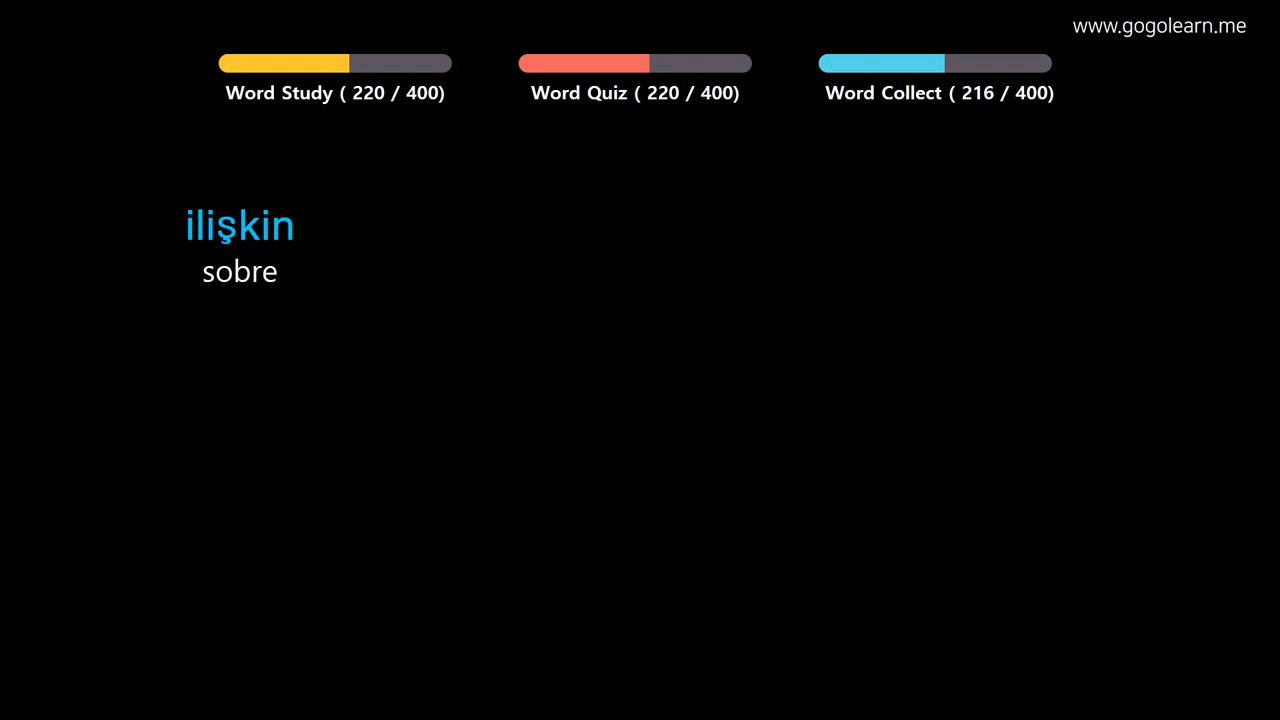 www.gogolearn.me
Word Study ( 220 / 400)
Word Quiz ( 220 / 400)
Word Collect ( 216 / 400)
ilişkin
sobre